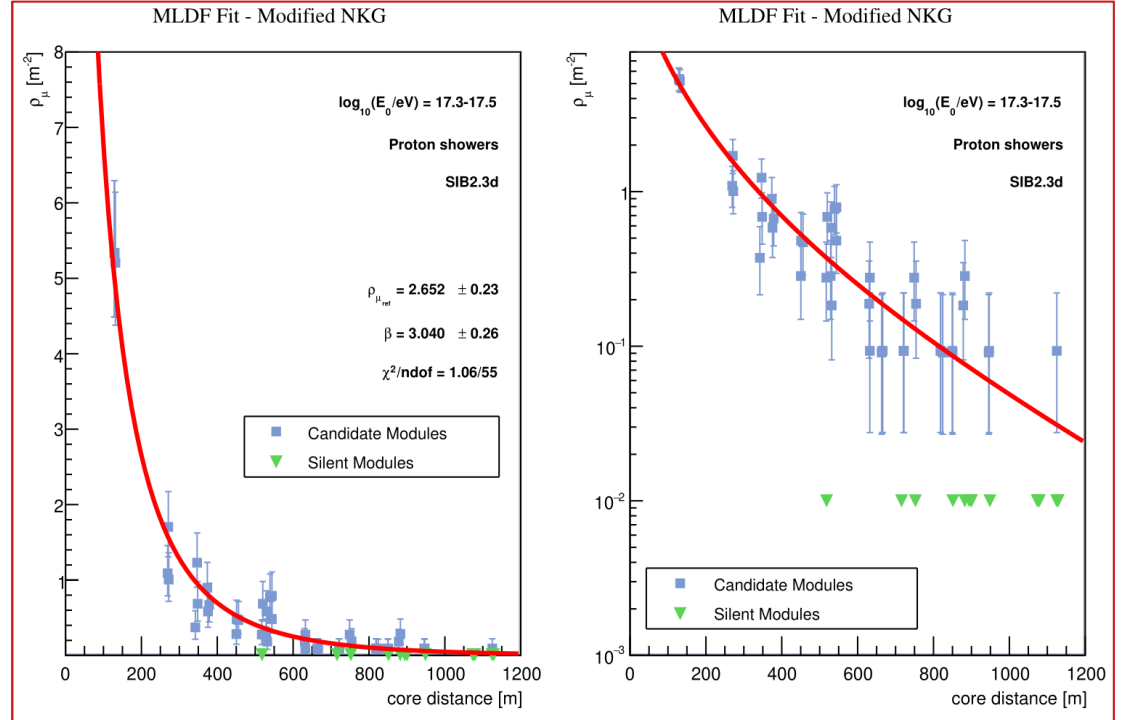 MLDF Fit - Modified NKG
ρμ [m-2]
8
7
6
5
4
3
2
1
0 200 400 600 800 1000 1200
core distance [m]
log10(E0/eV) = 17.3-17.5
Proton showers
SIB2.3d
ρμref = 2.652 ± 0.23
β = 3.040 ± 0.26
χ2/ndof = 1.06/55
Candidate Modules
Silent Modules
MLDF Fit - Modified NKG
ρμ [m-2]
1
10−1
10−2
10−3
0 200 400 600 800 1000 1200
core distance [m]
log10(E0/eV) = 17.3-17.5
Proton showers
SIB2.3d
Candidate Modules
Silent Modules